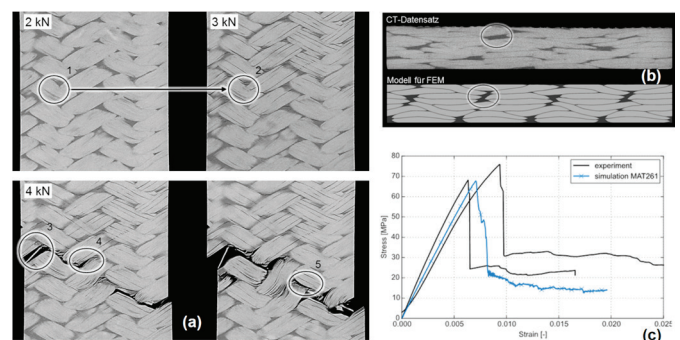 2 kN
3 kN
1
2
4 kN
3
4
5
(a)
CT-Datensatz
(b)
Modell für FEM
80
70
60
50
40
30
20
10
0
Stress [MPa]
experiment
simulation MAT261
0.000
0.005
0.010
0.015
0.020
0.025
Strain [-]
(c)